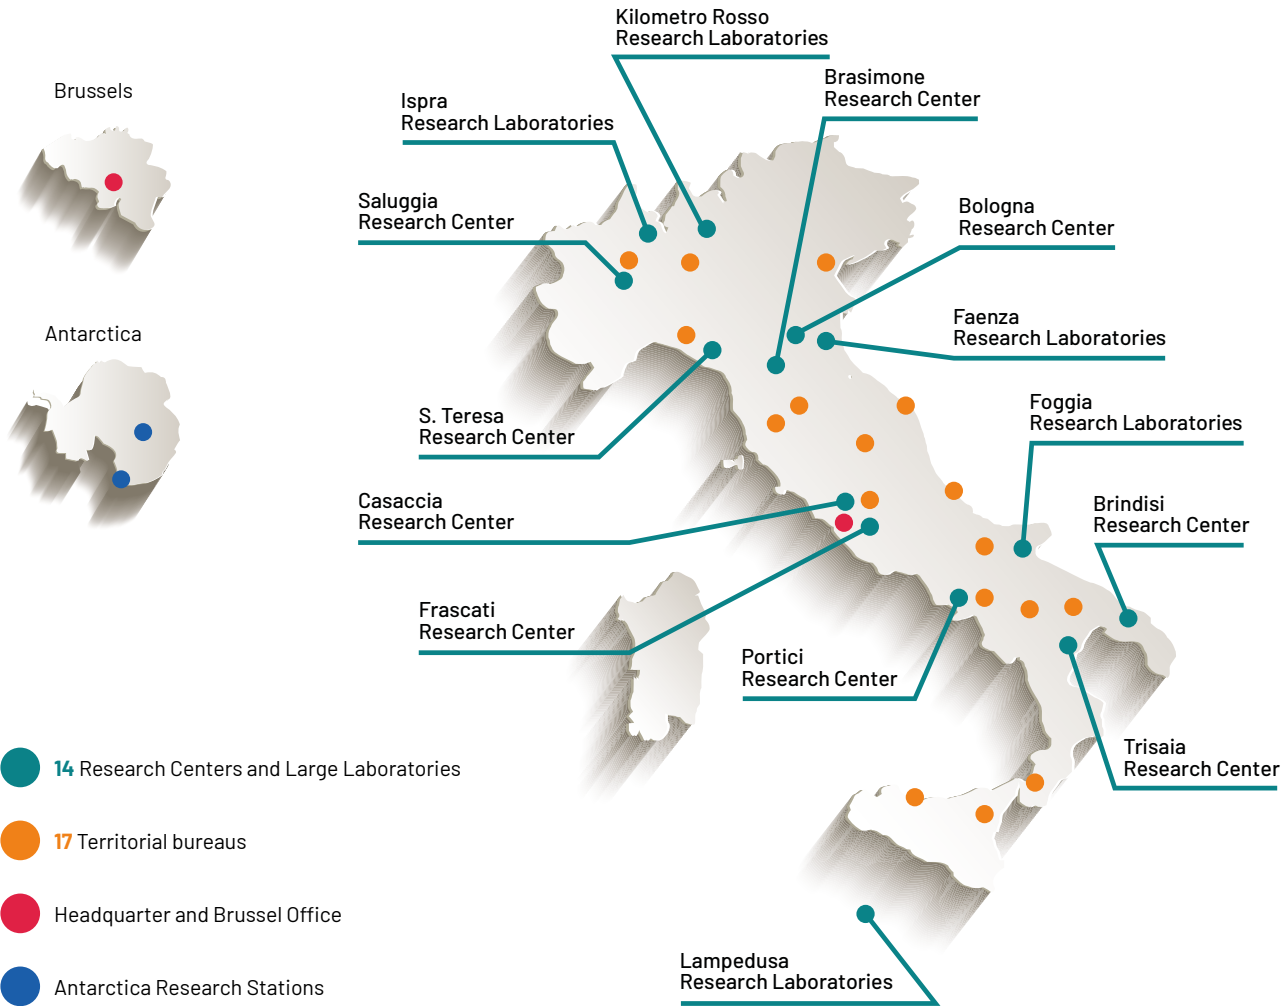 Kilometro Rosso
Research Laboratories
Brasimone
Research Center
Brussels
Ispra
Research Laboratories
Saluggia
Research Center
Bologna
Research Center
Faenza
Research Laboratories
Antarctica
S. Teresa
Research Center
Foggia
Research Laboratories
Casaccia
Research Center
Brindisi
Research Center
Frascati
Research Center
Portici
Research Center
Trisaia
Research Center
14 Research Centers and Large Laboratories
17 Territorial bureaus
Headquarter and Brussel Office
Antarctica Research Stations
Lampedusa
Research Laboratories